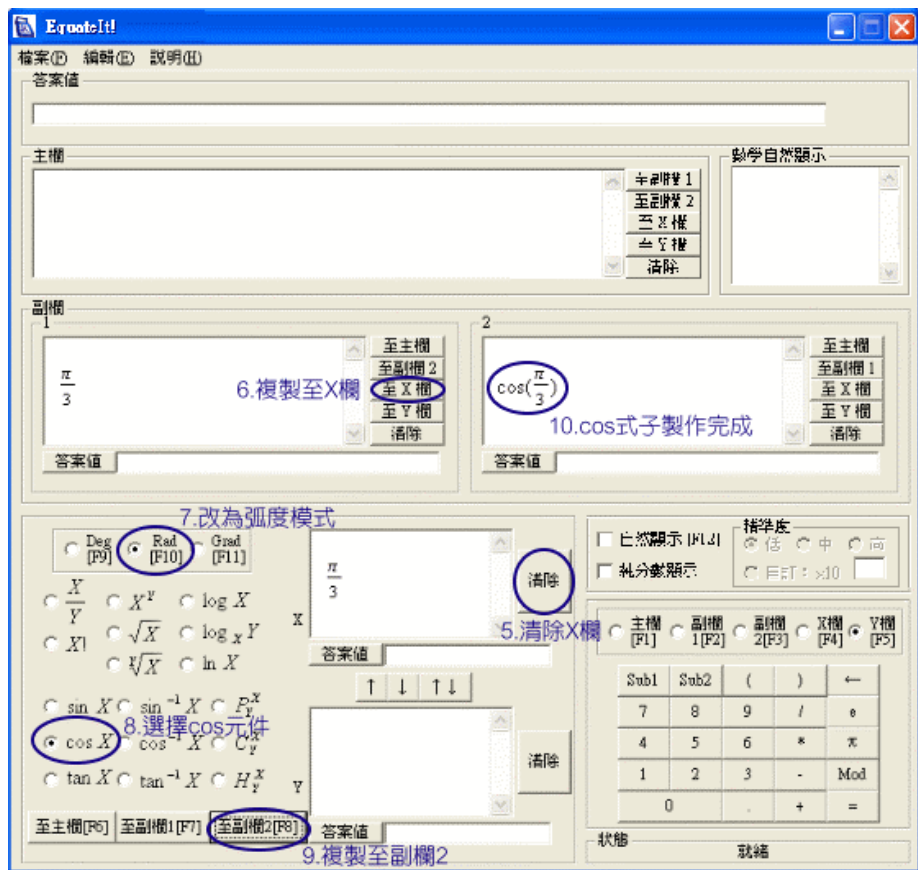 EquateIt!
檔案(F) 編輯(E) 說明(H)
答案值
主欄
至副欄 1
至副欄 2
至 X 欄
至 Y 欄
清除
數學自然顯示
副欄
1
π
3
6.複製至X欄
至主欄
至副欄 2
至 X 欄
至 Y 欄
清除
答案值
2
cos(π/3)
10.cos式子製作完成
至主欄
至副欄 1
至 X 欄
至 Y 欄
清除
答案值
7.改為弧度模式
Deg [F9] Rad [F10] Grad [F11]
X/Y X^Y log X
X! √X log_X Y
^Y√X ln X
sin X sin⁻¹ X P^X_Y
8.選擇cos元件
cos X cos⁻¹ X C^X_Y
tan X tan⁻¹ X H^X_Y
至主欄[F6] 至副欄1[F7] 至副欄2[F8]
9.複製至副欄2
X
π
3
清除
5.清除X欄
答案值
↑ ↓ ↑↓
Y
清除
答案值
自然顯示 [F12]
純分數顯示
精準度
低 中 高
自訂：x10
主欄 [F1] 副欄 1[F2] 副欄 2[F3] X欄 [F4] Y欄 [F5]
Sub1 Sub2 ( ) ←
7 8 9 / e
4 5 6 * π
1 2 3 - Mod
0 . + =
狀態
就緒